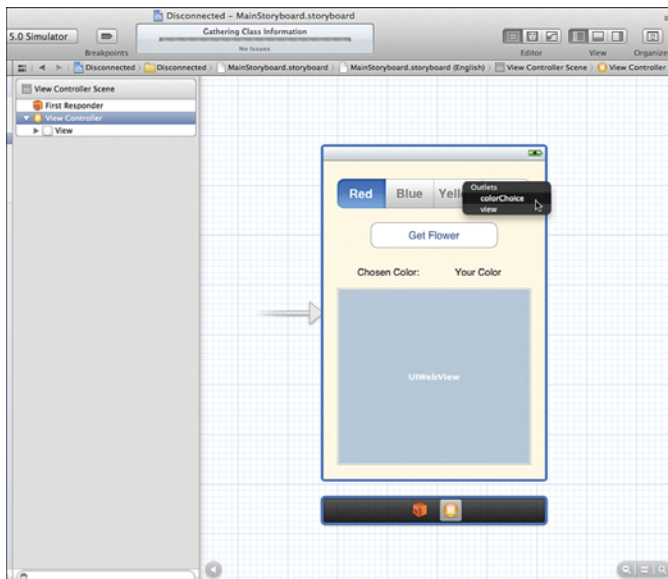 Disconnected – MainStoryboard.storyboard
5.0 Simulator
Gathering Class Information
No Issues
Breakpoints
Editor
View
Organize
Disconnected
Disconnected
MainStoryboard.storyboard
MainStoryboard.storyboard (English)
View Controller Scene
View Controller
View Controller Scene
First Responder
View Controller
View
Red
Blue
Yell
Outlets
colorChoice
view
Get Flower
Chosen Color:
Your Color
UIWebView